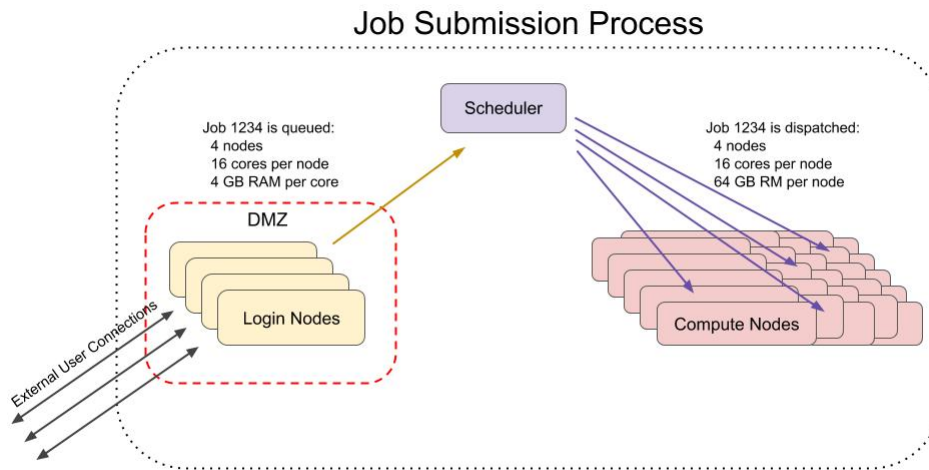 Job Submission Process
Scheduler
Job 1234 is queued:
4 nodes
16 cores per node
4 GB RAM per core
Job 1234 is dispatched:
4 nodes
16 cores per node
64 GB RM per node
DMZ
Login Nodes
Compute Nodes
External User Connections